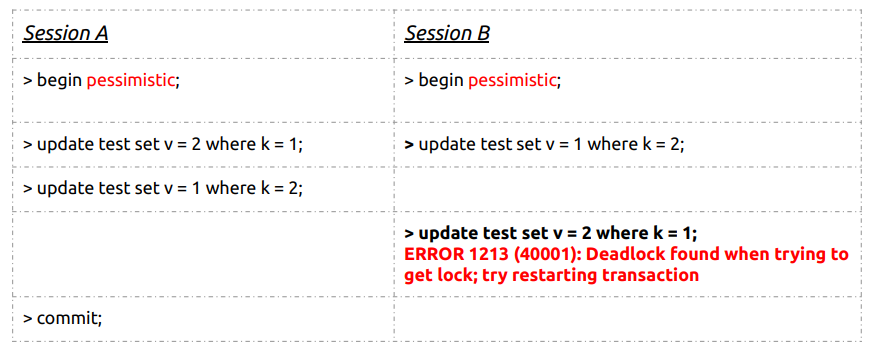 Session A
Session B
> begin pessimistic;
> begin pessimistic;
> update test set v = 2 where k = 1;
> update test set v = 1 where k = 2;
> update test set v = 1 where k = 2;
> update test set v = 2 where k = 1;
ERROR 1213 (40001): Deadlock found when trying to
get lock; try restarting transaction
> commit;